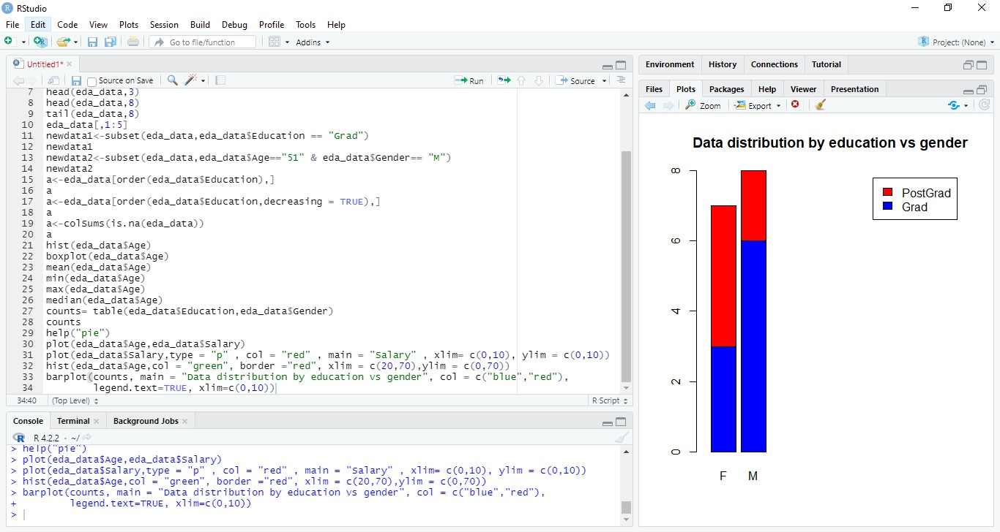 RStudio
File Edit Code View Plots Session Build Debug Profile Tools Help
Go to file/function Addins Project: (None)
Untitled1*
Source on Save Run Source
7 head(eda_data,3)
8 head(eda_data,8)
9 tail(eda_data,8)
10 eda_data[,1:5]
11 newdata1<-subset(eda_data,eda_data$Education == "Grad")
12 newdata1
13 newdata2<-subset(eda_data,eda_data$Age=="51" & eda_data$Gender== "M")
14 newdata2
15 a<-eda_data[order(eda_data$Education),]
16 a
17 a<-eda_data[order(eda_data$Education,decreasing = TRUE),]
18 a
19 a<-colSums(is.na(eda_data))
20 a
21 hist(eda_data$Age)
22 boxplot(eda_data$Age)
23 mean(eda_data$Age)
24 min(eda_data$Age)
25 max(eda_data$Age)
26 median(eda_data$Age)
27 counts= table(eda_data$Education,eda_data$Gender)
28 counts
29 help("pie")
30 plot(eda_data$Age,eda_data$Salary)
31 plot(eda_data$Salary,type = "p" , col = "red" , main = "Salary" , xlim= c(0,10), ylim = c(0,10))
32 hist(eda_data$Age,col = "green", border ="red", xlim = c(20,70),ylim = c(0,70))
33 barplot(counts, main = "Data distribution by education vs gender", col = c("blue","red"),
34 legend.text=TRUE, xlim=c(0,10))
34:40 (Top Level) R Script
Console Terminal Background Jobs
R R 4.2.2 · ~/
> help("pie")
> plot(eda_data$Age,eda_data$Salary)
> plot(eda_data$Salary,type = "p" , col = "red" , main = "Salary" , xlim= c(0,10), ylim = c(0,10))
> hist(eda_data$Age,col = "green", border ="red", xlim = c(20,70),ylim = c(0,70))
> barplot(counts, main = "Data distribution by education vs gender", col = c("blue","red"),
+ legend.text=TRUE, xlim=c(0,10))
>
Environment History Connections Tutorial
Files Plots Packages Help Viewer Presentation
Zoom Export
Data distribution by education vs gender
PostGrad
Grad
8
6
4
2
0
F M